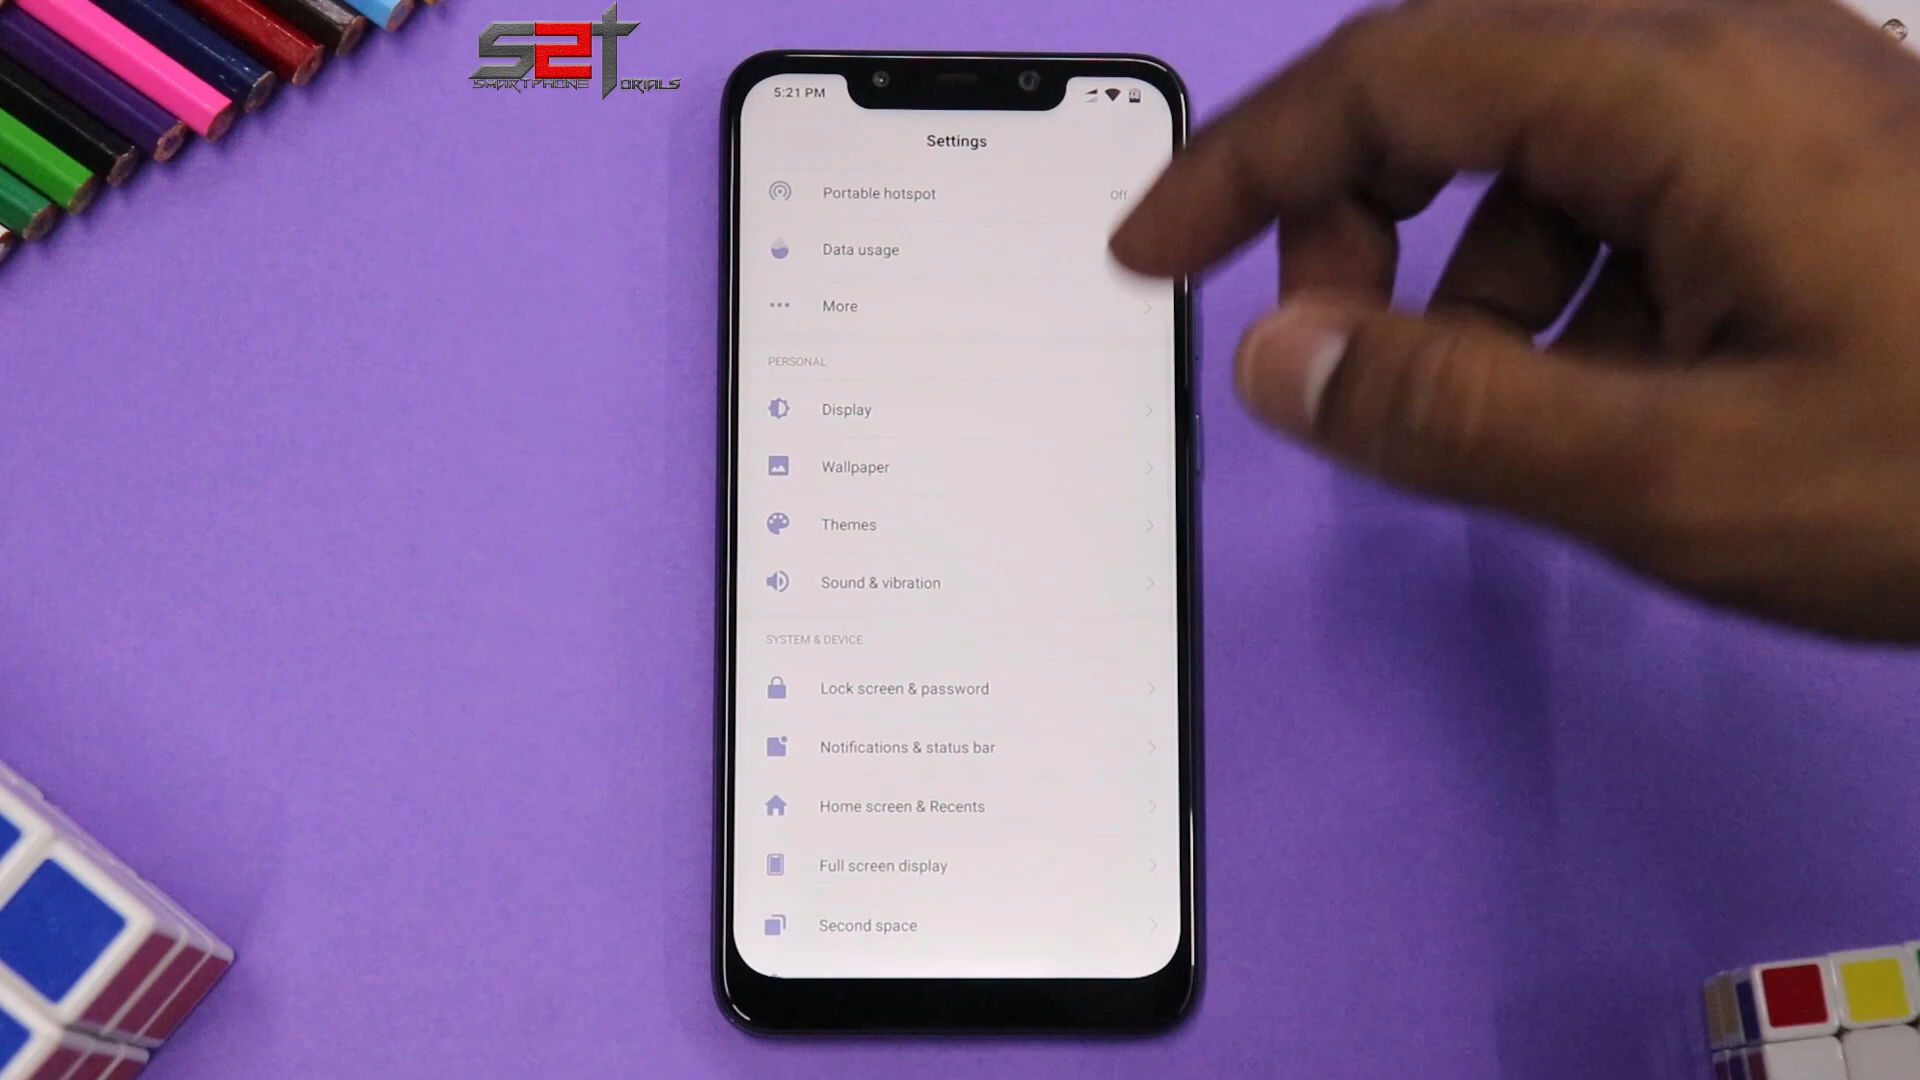 S2T
SMARTPHONE TORIALS
5:21 PM
Settings
Portable hotspot
Off
Data usage
More
PERSONAL
Display
Wallpaper
Themes
Sound & vibration
SYSTEM & DEVICE
Lock screen & password
Notifications & status bar
Home screen & Recents
Full screen display
Second space